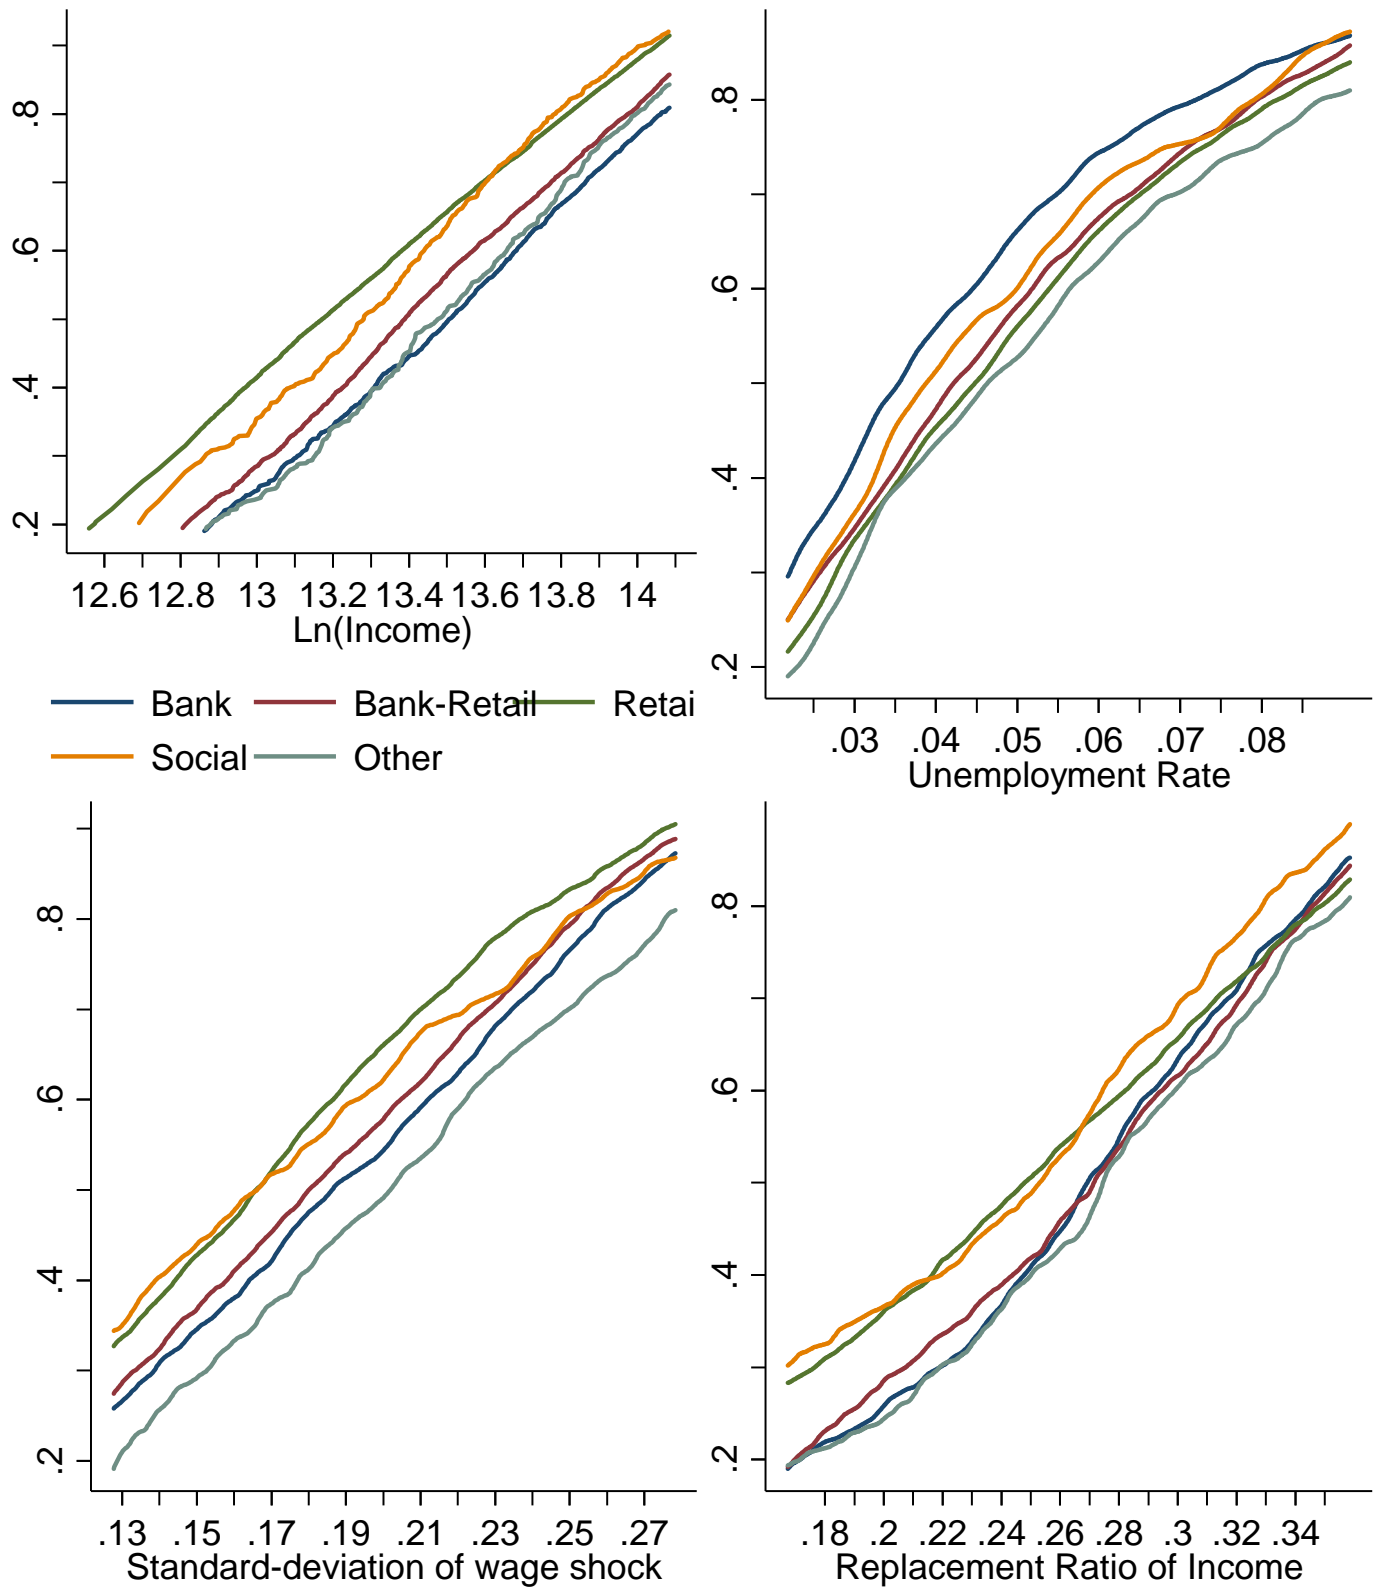 .8
.6
.4
.2
12.6 12.8 13 13.2 13.4 13.6 13.8 14
Ln(Income)
.8
.6
.4
.2
.03 .04 .05 .06 .07 .08
Unemployment Rate
Bank Bank-Retail Retai
Social Other
.8
.6
.4
.2
.13 .15 .17 .19 .21 .23 .25 .27
Standard-deviation of wage shock
.8
.6
.4
.2
.18 .2 .22 .24 .26 .28 .3 .32 .34
Replacement Ratio of Income